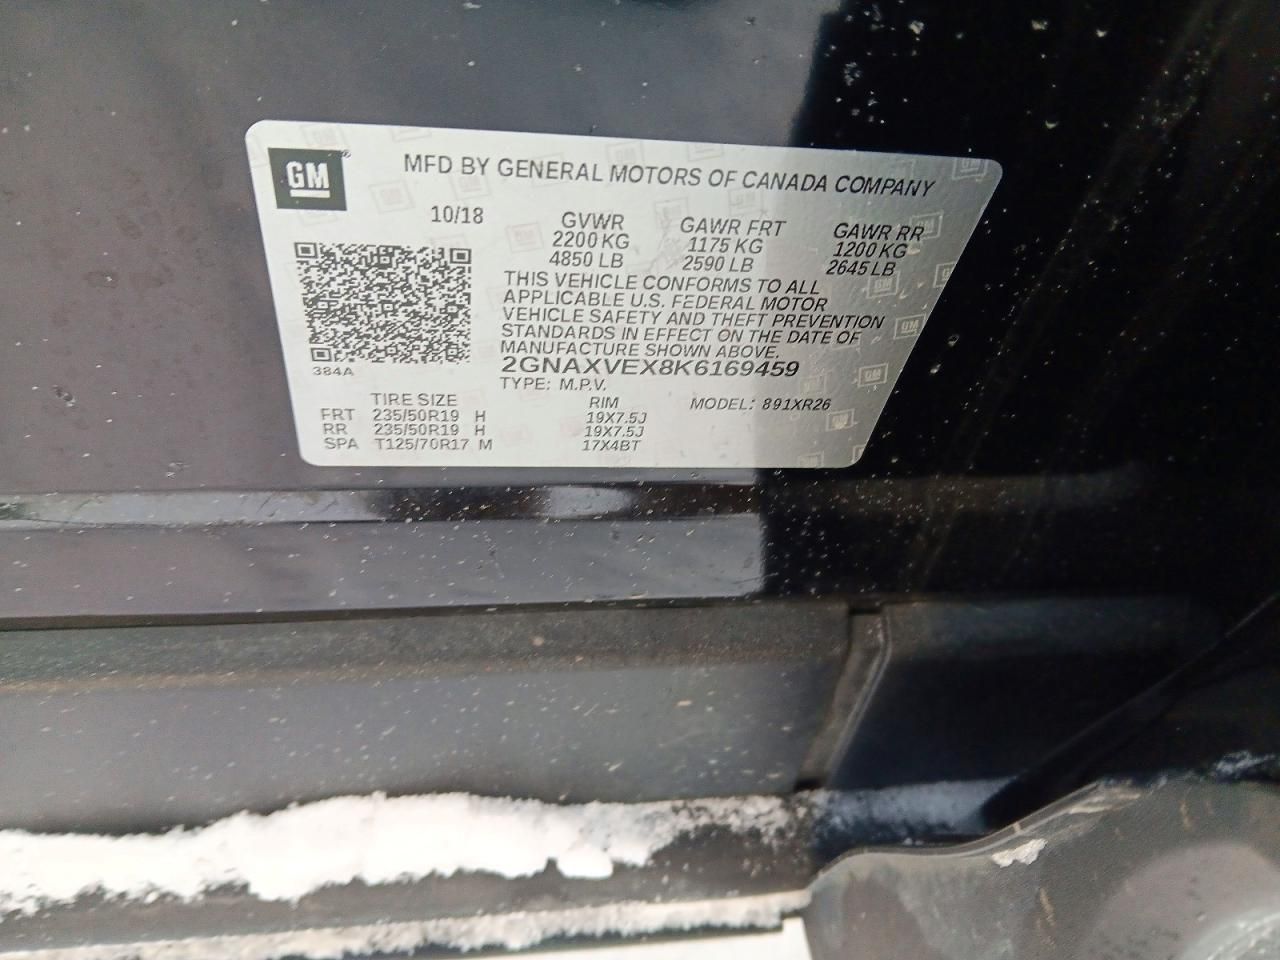 GM
MFD BY GENERAL MOTORS OF CANADA COMPANY
10/18 GVWR GAWR FRT GAWR RR
2200 KG 1175 KG 1200 KG
4850 LB 2590 LB 2645 LB
THIS VEHICLE CONFORMS TO ALL
APPLICABLE U.S. FEDERAL MOTOR
VEHICLE SAFETY AND THEFT PREVENTION
STANDARDS IN EFFECT ON THE DATE OF
MANUFACTURE SHOWN ABOVE.
384A
2GNAXVEX8K6169459
TYPE: M.P.V.
TIRE SIZE RIM MODEL: 891XR26
FRT 235/50R19 H 19X7.5J
RR 235/50R19 H 19X7.5J
SPA T125/70R17 M 17X4BT